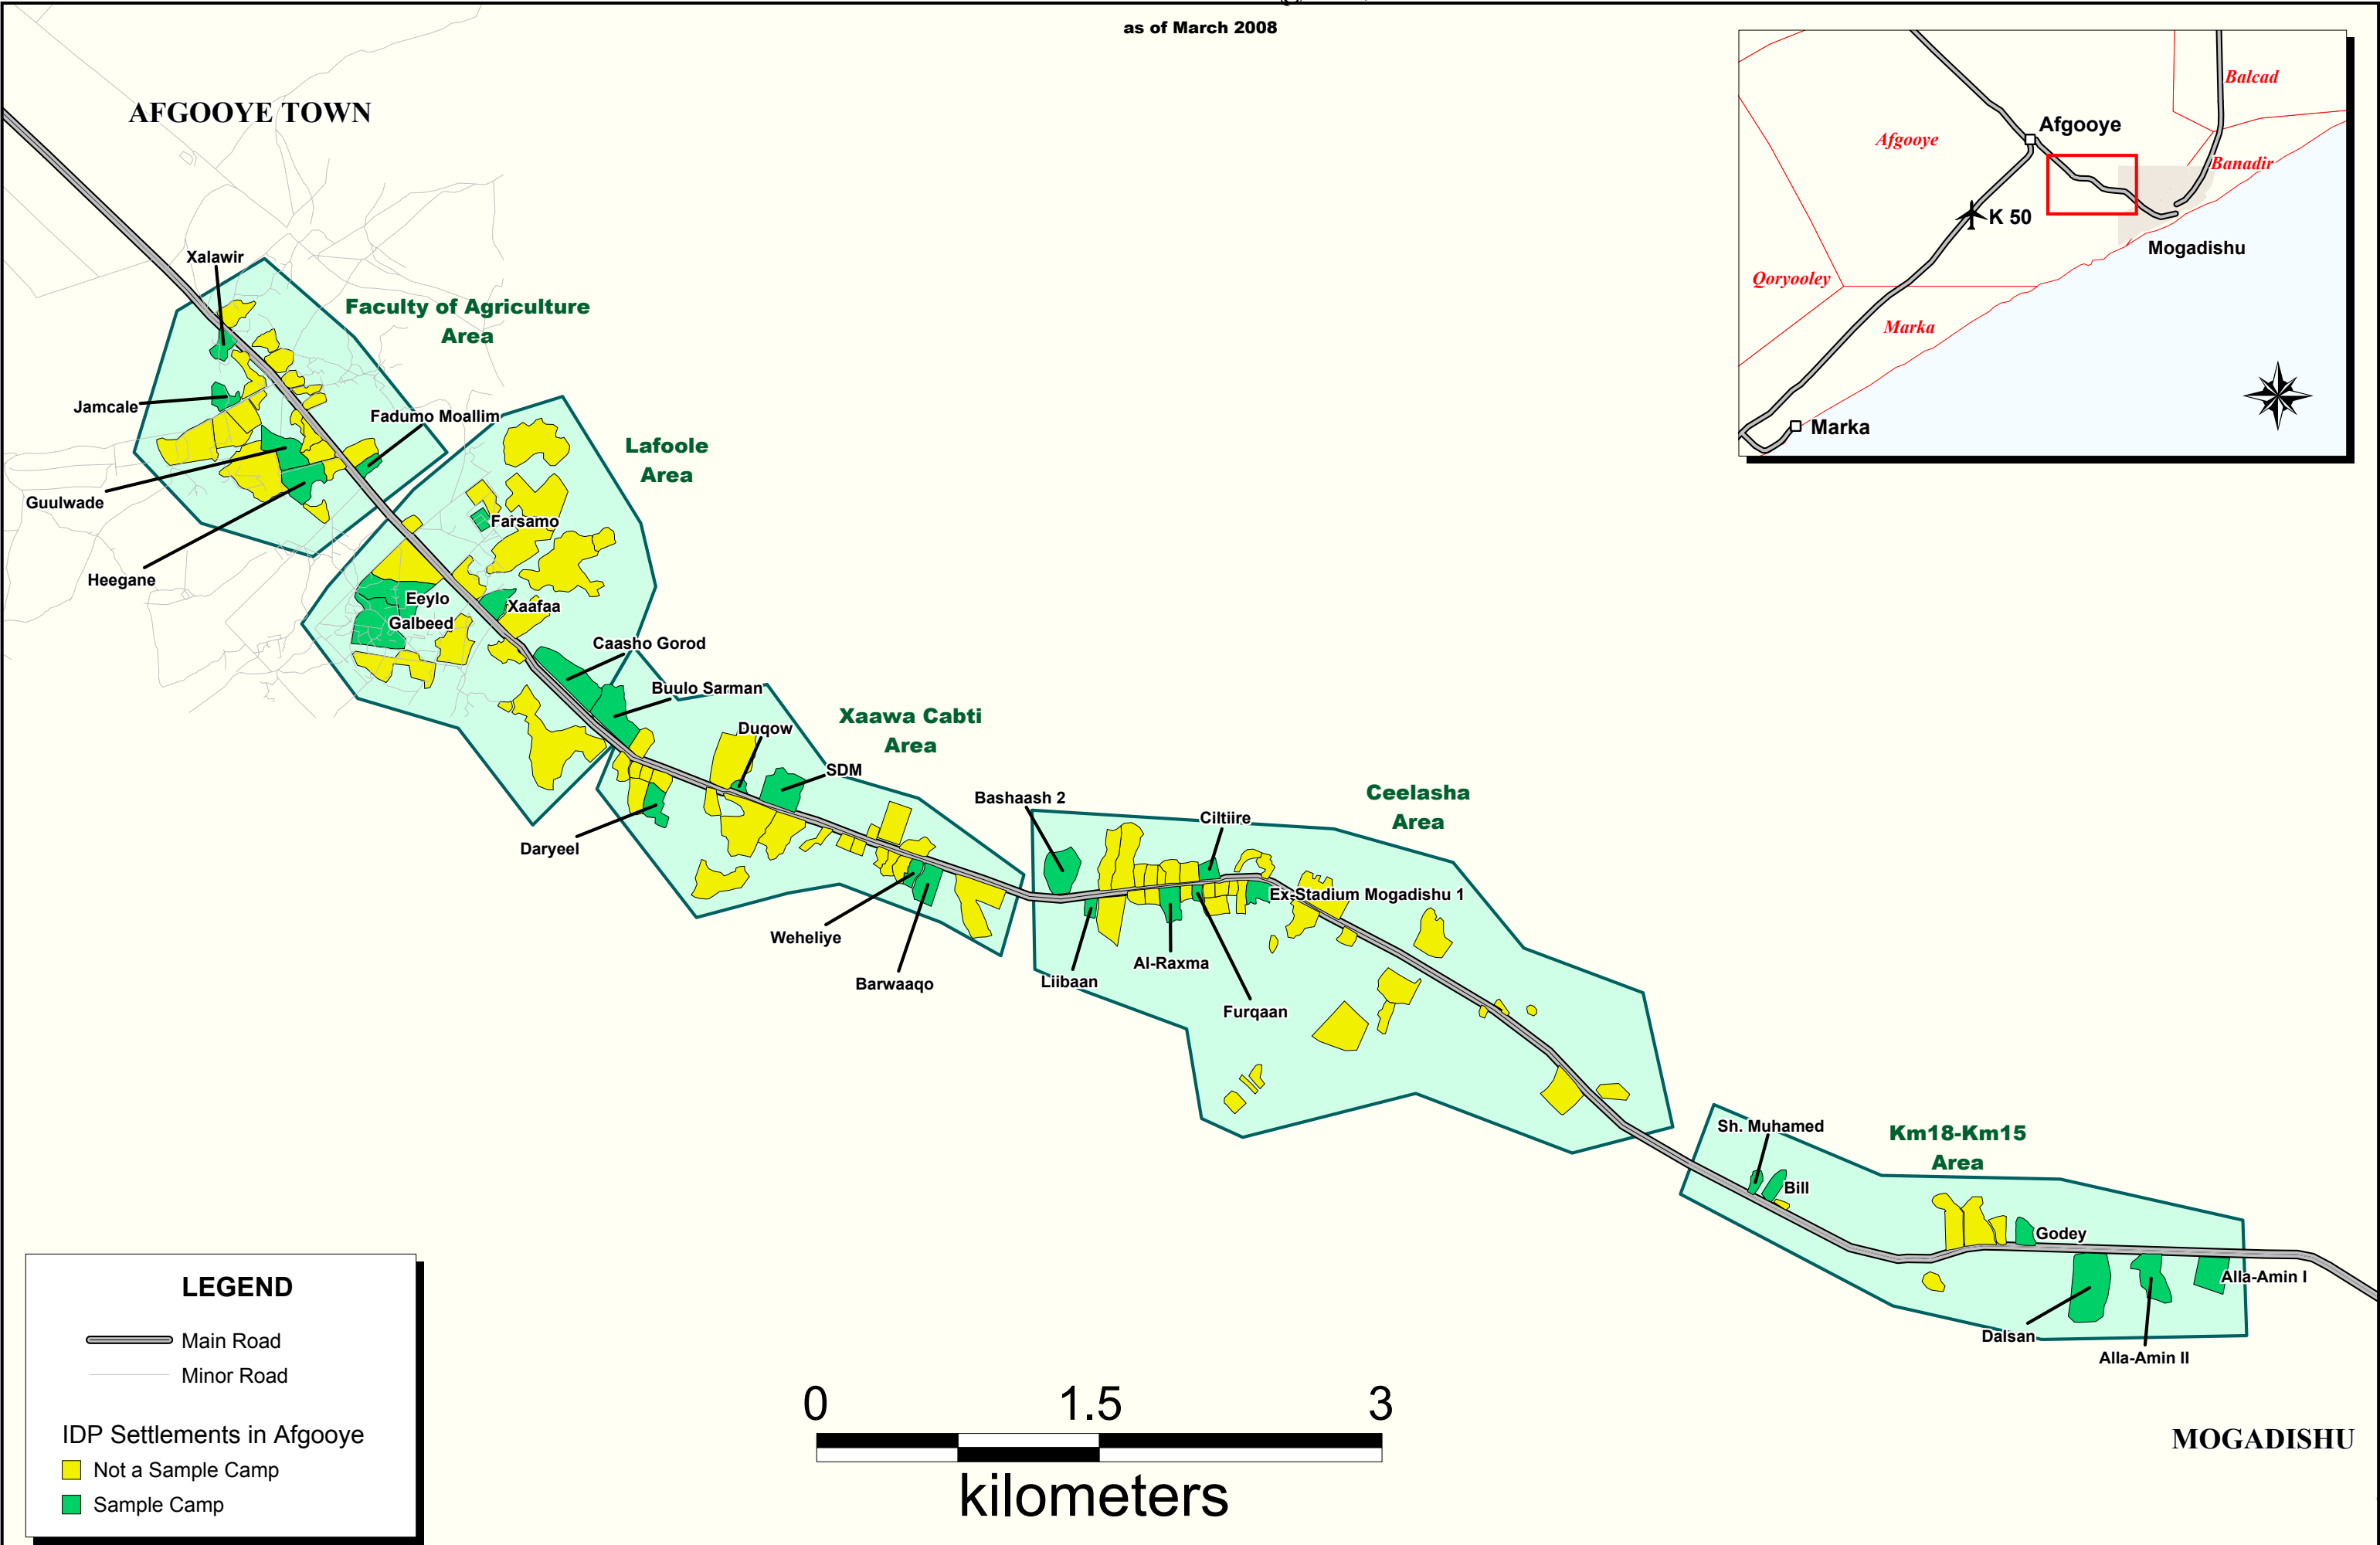 as of March 2008
AFGOOYE TOWN
Balcad
Afgooye
Afgooye
Banadir
K 50
Mogadishu
Qoryooley
Marka
Marka
Xalawir
Faculty of Agriculture
Area
Jamcale
Fadumo Moallim
Guulwade
Heegane
Lafoole
Area
Farsamo
Eeylo
Xaafaa
Galbeed
Caasho Gorod
Buulo Sarman
Duqow
Xaawa Cabti
Area
SDM
Daryeel
Weheliye
Barwaaqo
Bashaash 2
Ciltiire
Ceelasha
Area
Ex-Stadium Mogadishu 1
Al-Raxma
Liibaan
Furqaan
Sh. Muhamed
Km18-Km15
Area
Bill
Godey
Alla-Amin I
Dalsan
Alla-Amin II
MOGADISHU
LEGEND
Main Road
Minor Road
IDP Settlements in Afgooye
Not a Sample Camp
Sample Camp
0 1.5 3
kilometers